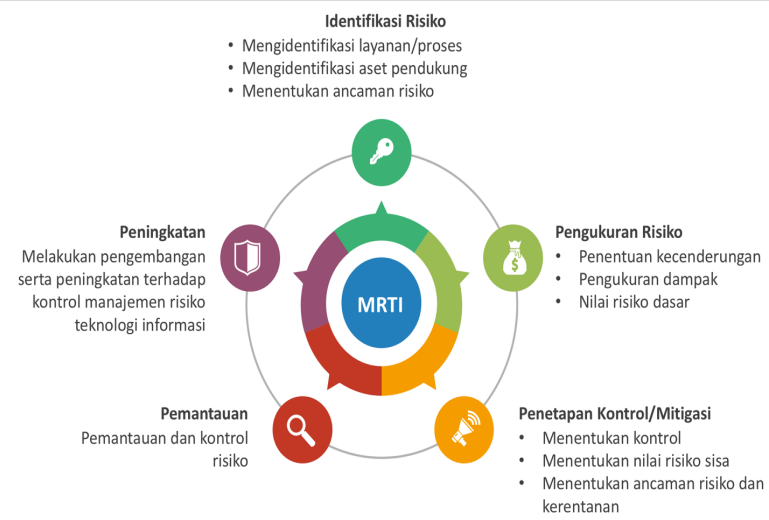 Identifikasi Risiko
• Mengidentifikasi layanan/proses
• Mengidentifikasi aset pendukung
• Menentukan ancaman risiko
Peningkatan
Melakukan pengembangan
serta peningkatan terhadap
kontrol manajemen risiko
teknologi informasi
Pengukuran Risiko
• Penentuan kecenderungan
• Pengukuran dampak
• Nilai risiko dasar
$
MRTI
Pemantauan
Pemantauan dan kontrol
risiko
Penetapan Kontrol/Mitigasi
• Menentukan kontrol
• Menentukan nilai risiko sisa
• Menentukan ancaman risiko dan
kerentanan